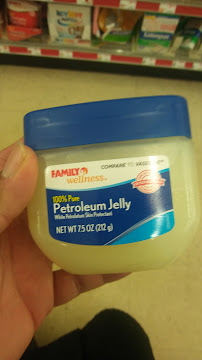 COMPARE TO VASELINE
FAMILY
wellness
100% Pure
Petroleum Jelly
White Petrolatum Skin Protectant
NET WT 7.5 OZ (212 g)